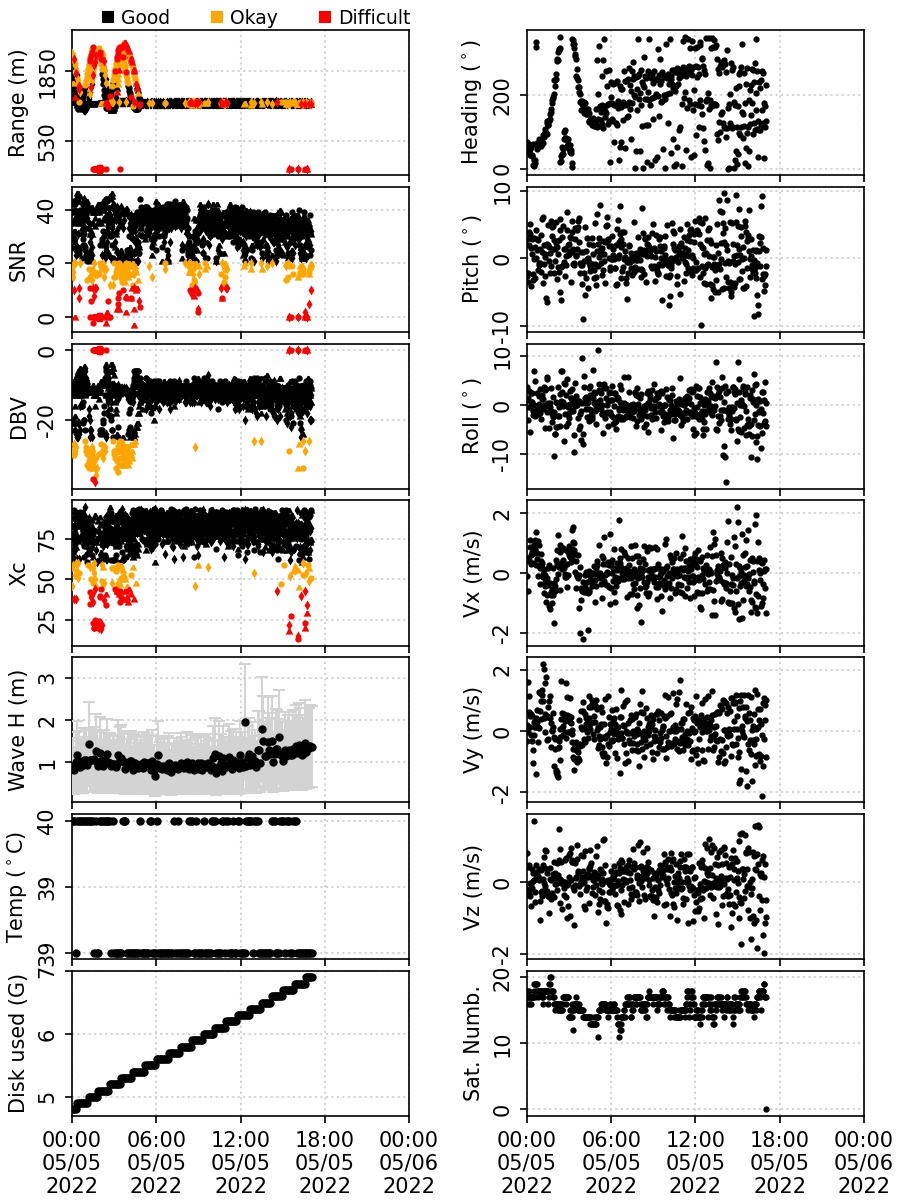 Good Okay Difficult
Range (m)
1850
530
SNR
40
20
0
DBV
0
-20
Xc
75
50
25
Wave H (m)
3
2
1
Temp (°C)
40
39
39
Disk used (G)
7
6
5
00:00 06:00 12:00 18:00 00:00
05/05 05/05 05/05 05/05 05/06
2022 2022 2022 2022 2022
Heading (°)
200
0
Pitch (°)
10
0
-10
Roll (°)
10
0
-10
Vx (m/s)
2
0
-2
Vy (m/s)
2
0
-2
Vz (m/s)
0
-2
Sat. Numb.
20
10
0
00:00 06:00 12:00 18:00 00:00
05/05 05/05 05/05 05/05 05/06
2022 2022 2022 2022 2022